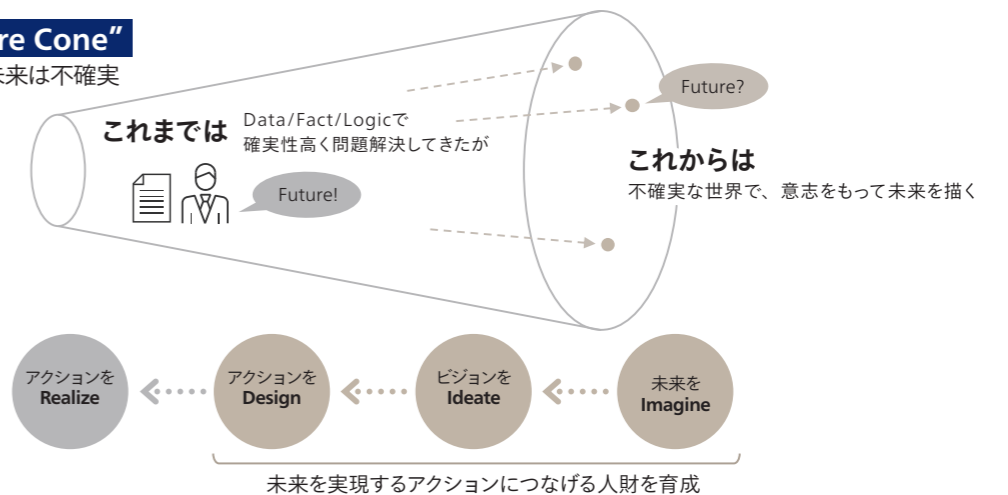 re Cone”
未来は不確実
これまでは
Data/Fact/Logicで
確実性高く問題解決してきたが
Future!
Future?
これからは
不確実な世界で、意志をもって未来を描く
アクションを
Realize
アクションを
Design
ビジョンを
Ideate
未来を
Imagine
未来を実現するアクションにつなげる人財を育成